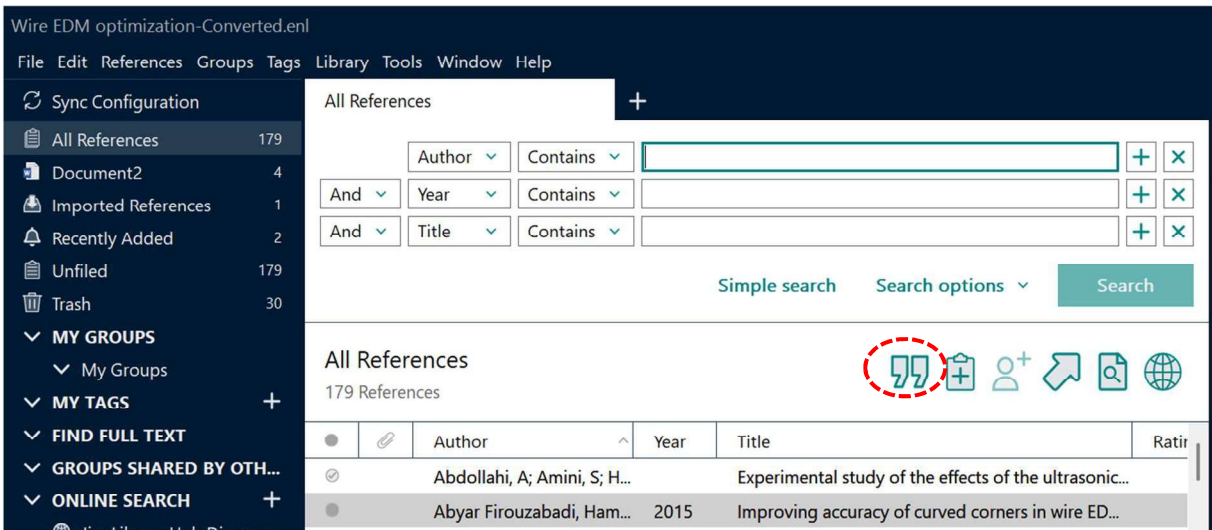 Wire EDM optimization-Converted.enl
File Edit References Groups Tags Library Tools Window Help
Sync Configuration
All References 179
Document2 4
Imported References 1
Recently Added 2
Unfiled 179
Trash 30
MY GROUPS
My Groups
MY TAGS +
FIND FULL TEXT
GROUPS SHARED BY OTH...
ONLINE SEARCH +
All References +
Author Contains
And Year Contains
And Title Contains
Simple search Search options Search
All References
179 References
Author Year Title Ratin
Abdollahi, A; Amini, S; H... Experimental study of the effects of the ultrasonic...
Abyar Firouzabadi, Ham... 2015 Improving accuracy of curved corners in wire ED...